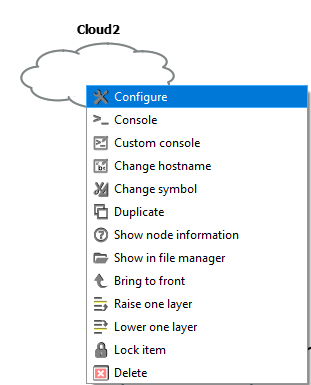 Cloud2
Configure
Console
Custom console
Change hostname
Change symbol
Duplicate
Show node information
Show in file manager
Bring to front
Raise one layer
Lower one layer
Lock item
Delete